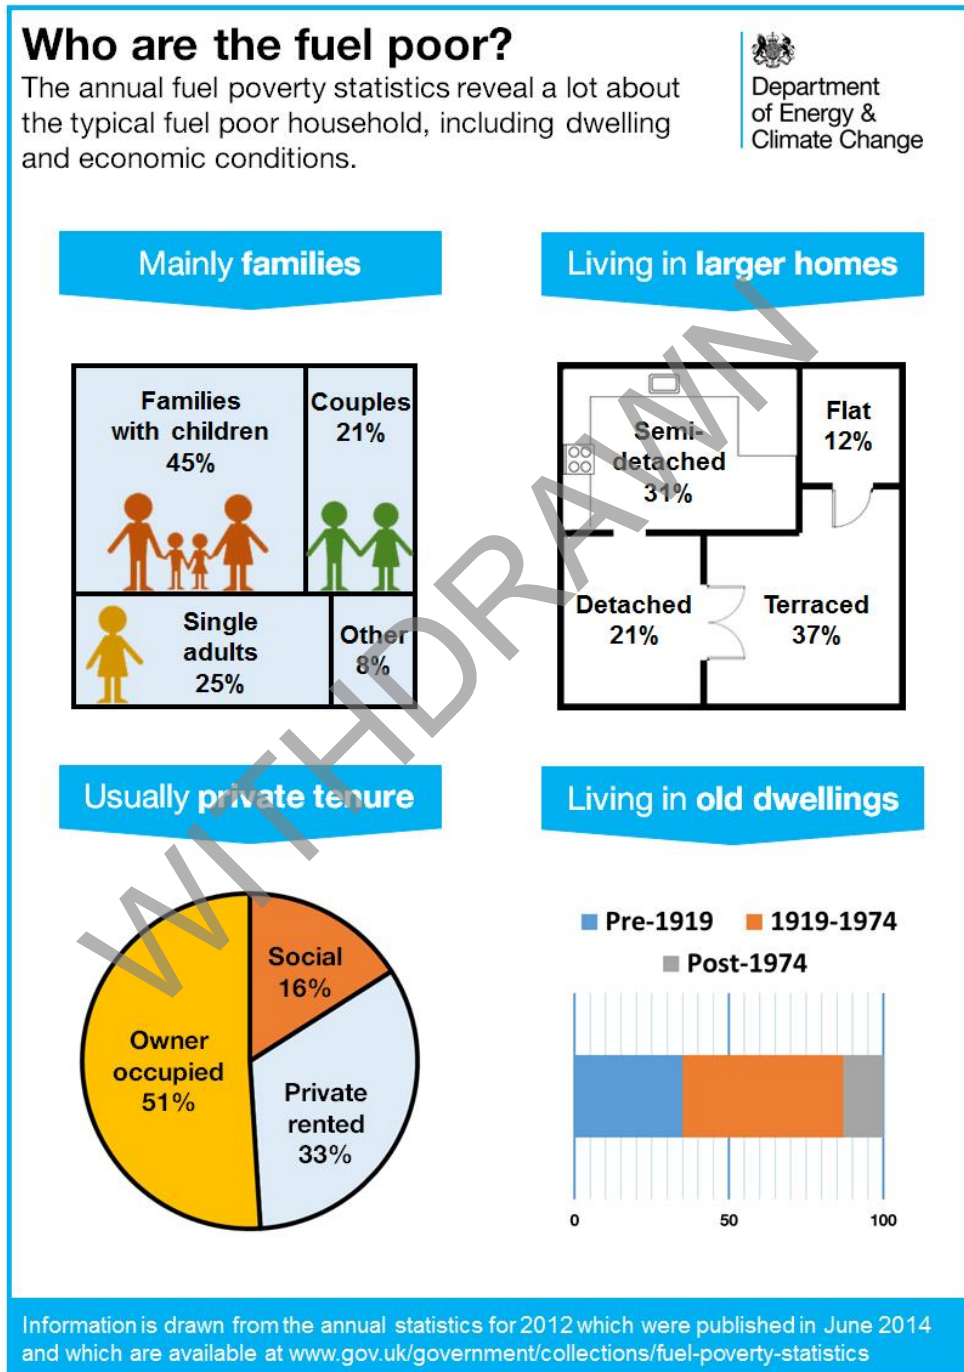 Who are the fuel poor?
The annual fuel poverty statistics reveal a lot about
the typical fuel poor household, including dwelling
and economic conditions.
Department
of Energy &
Climate Change
Mainly families
Living in larger homes
Families
with children
45%
Couples
21%
Single
adults
25%
Other
8%
Semi-
detached
31%
Flat
12%
Detached
21%
Terraced
37%
Usually private tenure
Living in old dwellings
Social
16%
Owner
occupied
51%
Private
rented
33%
Pre-1919
1919-1974
Post-1974
0
50
100
WITHDRAWN
Information is drawn from the annual statistics for 2012 which were published in June 2014
and which are available at www.gov.uk/government/collections/fuel-poverty-statistics